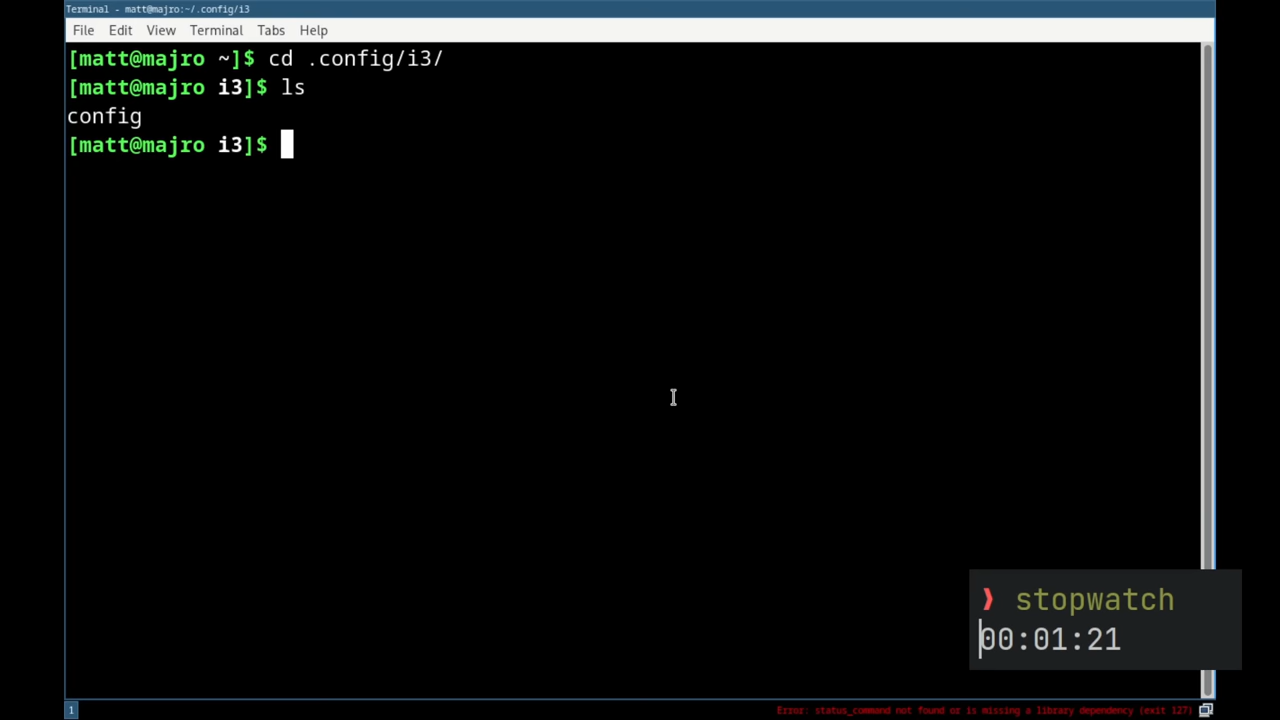 Terminal - matt@majro:~/.config/i3
File Edit View Terminal Tabs Help
[matt@majro ~]$ cd .config/i3/
[matt@majro i3]$ ls
config
[matt@majro i3]$
❯ stopwatch
00:01:21
1 Error: status_command not found or is missing a library dependency (exit 127)